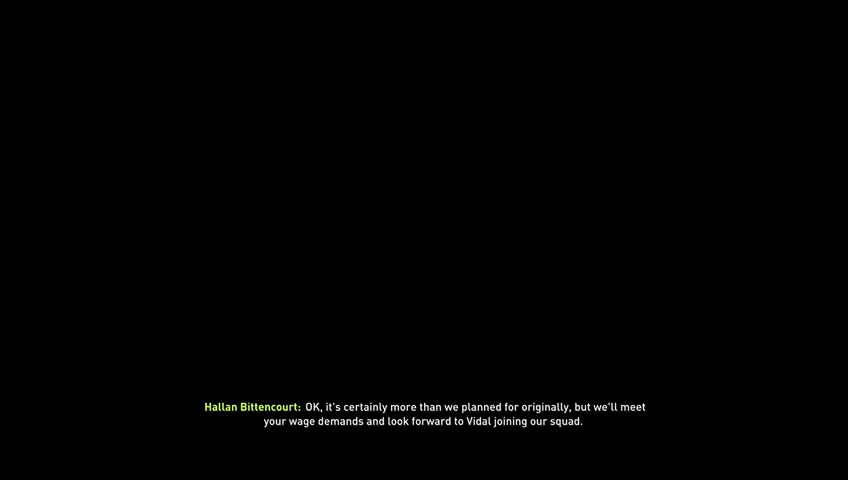 Hallan Bittencourt: OK, it's certainly more than we planned for originally, but we'll meet
your wage demands and look forward to Vidal joining our squad.